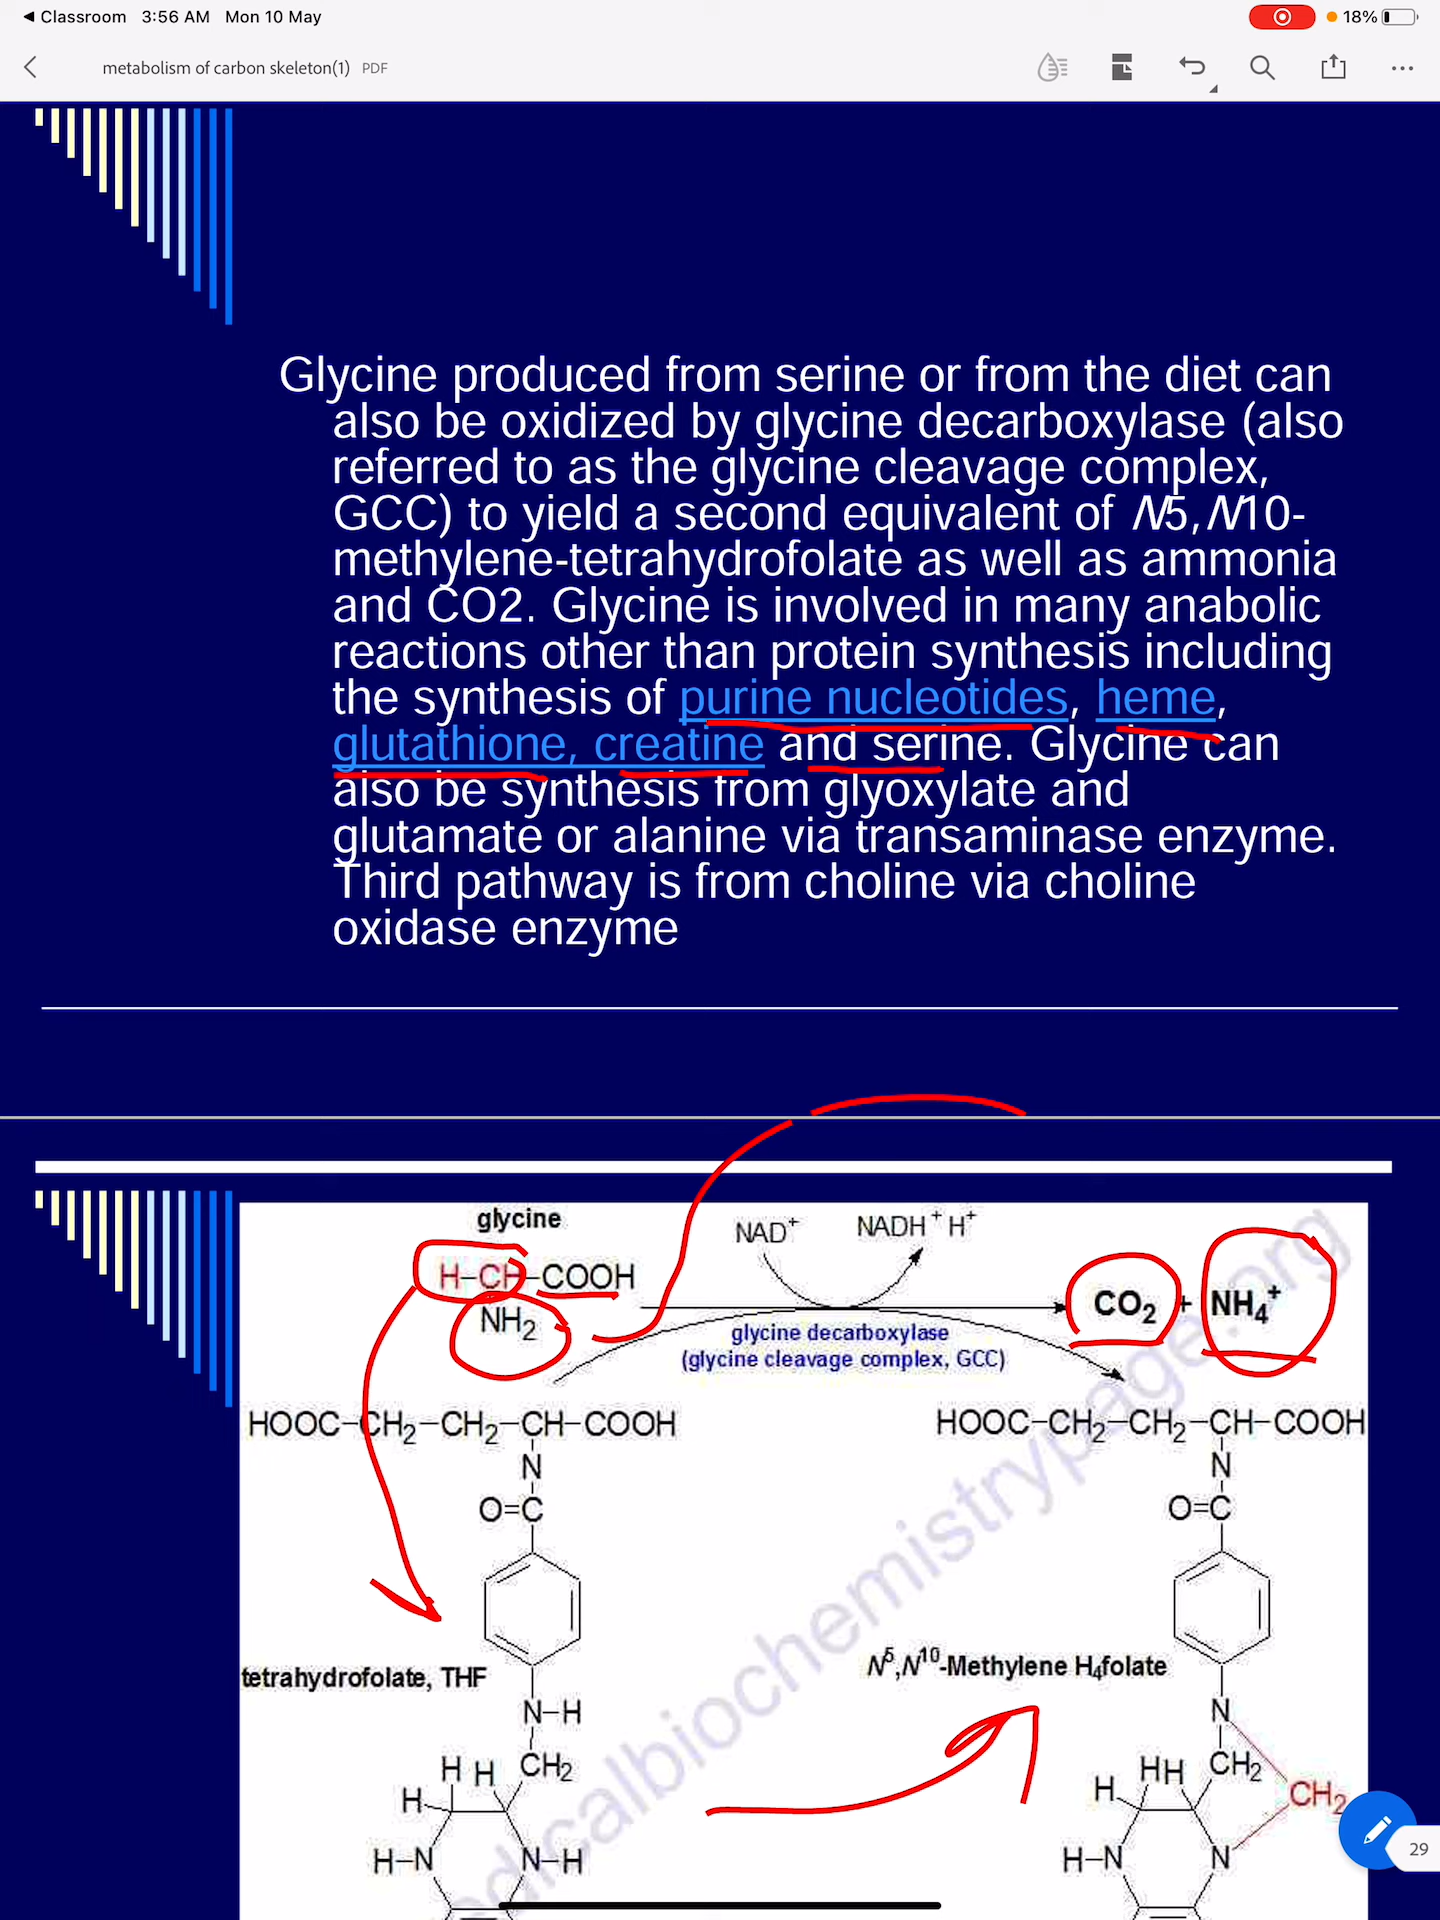 Classroom 3:56 AM Mon 10 May 18%
metabolism of carbon skeleton(1) PDF
Glycine produced from serine or from the diet can
also be oxidized by glycine decarboxylase (also
referred to as the glycine cleavage complex,
GCC) to yield a second equivalent of N5,N10-
methylene-tetrahydrofolate as well as ammonia
and CO2. Glycine is involved in many anabolic
reactions other than protein synthesis including
the synthesis of purine nucleotides, heme,
glutathione, creatine and serine. Glycine can
also be synthesis from glyoxylate and
glutamate or alanine via transaminase enzyme.
Third pathway is from choline via choline
oxidase enzyme
glycine
NAD+ NADH+ H+
H-CH-COOH
NH2
CO2 + NH4+
glycine decarboxylase
(glycine cleavage complex, GCC)
HOOC-CH2-CH2-CH-COOH HOOC-CH2-CH2-CH-COOH
N N
O=C O=C
tetrahydrofolate, THF N5,N10-Methylene H4folate
N-H N
H H CH2 H H CH2
H H CH2
H-N N-H H-N N
29
edicalbiochemistrypage.org